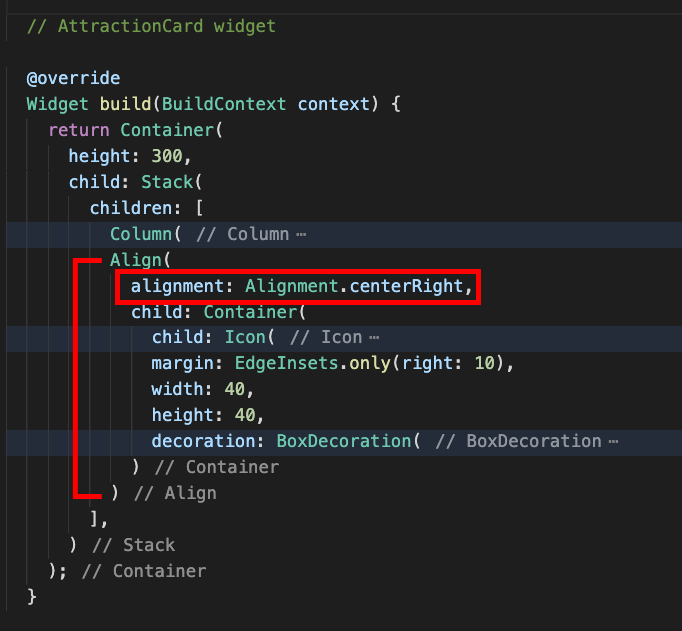 // AttractionCard widget
@override
Widget build(BuildContext context) {
return Container(
height: 300,
child: Stack(
children: [
Column( // Column ⋯
Align(
alignment: Alignment.centerRight,
child: Container(
child: Icon( // Icon ⋯
margin: EdgeInsets.only(right: 10),
width: 40,
height: 40,
decoration: BoxDecoration( // BoxDecoration ⋯
) // Container
) // Align
],
) // Stack
); // Container
}